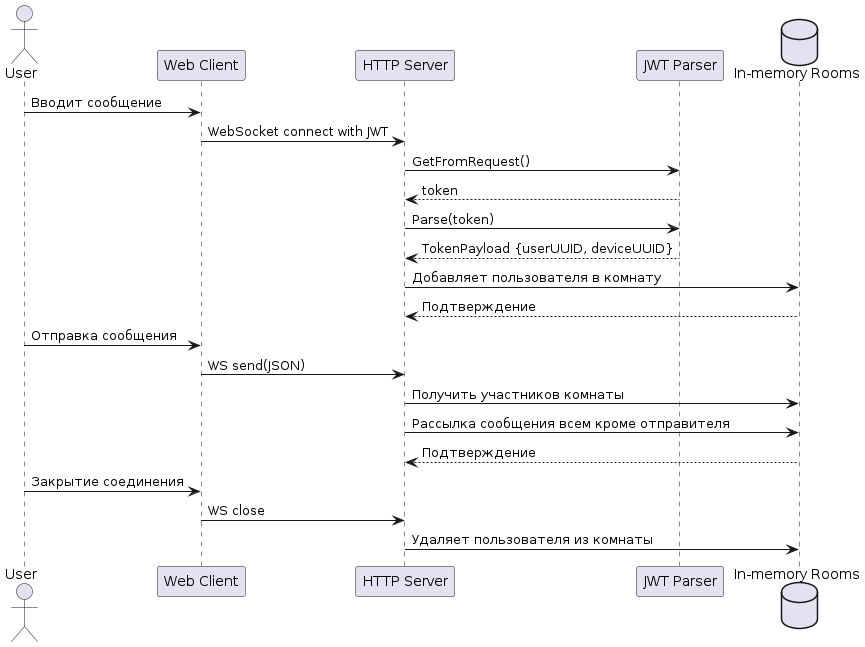 User
Web Client
HTTP Server
JWT Parser
In-memory Rooms
Вводит сообщение
WebSocket connect with JWT
GetFromRequest()
token
Parse(token)
TokenPayload {userUUID, deviceUUID}
Добавляет пользователя в комнату
Подтверждение
Отправка сообщения
WS send(JSON)
Получить участников комнаты
Рассылка сообщения всем кроме отправителя
Подтверждение
Закрытие соединения
WS close
Удаляет пользователя из комнаты
User
Web Client
HTTP Server
JWT Parser
In-memory Rooms